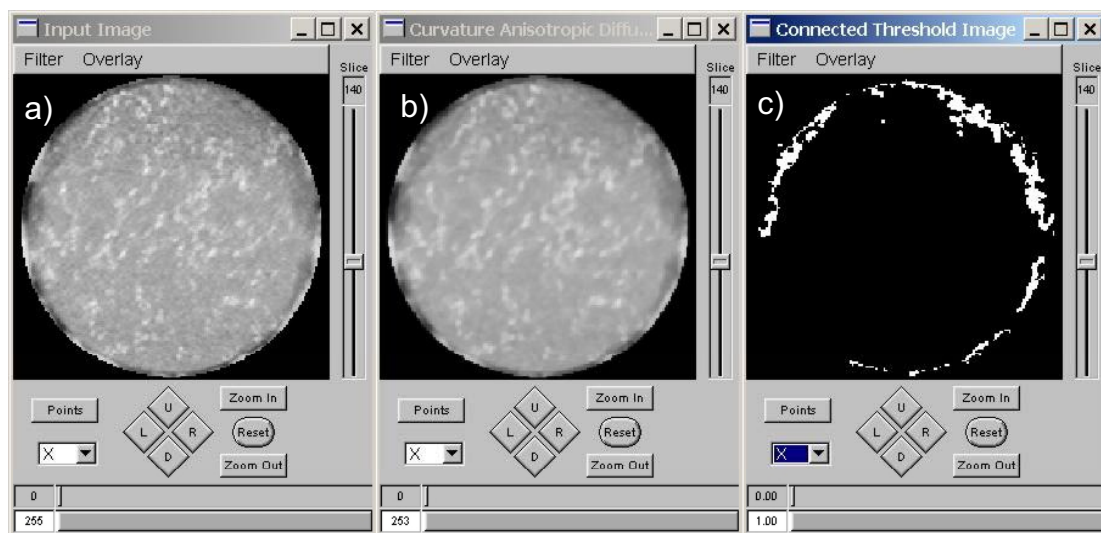 Input Image
Filter Overlay
Slice
140
a)
Points
U
L R
D
Zoom In
Reset
Zoom Out
X
0
255
Curvature Anisotropic Diffu...
Filter Overlay
Slice
140
b)
Points
U
L R
D
Zoom In
Reset
Zoom Out
X
0
253
Connected Threshold Image
Filter Overlay
Slice
140
c)
Points
U
L R
D
Zoom In
Reset
Zoom Out
X
0.00
1.00